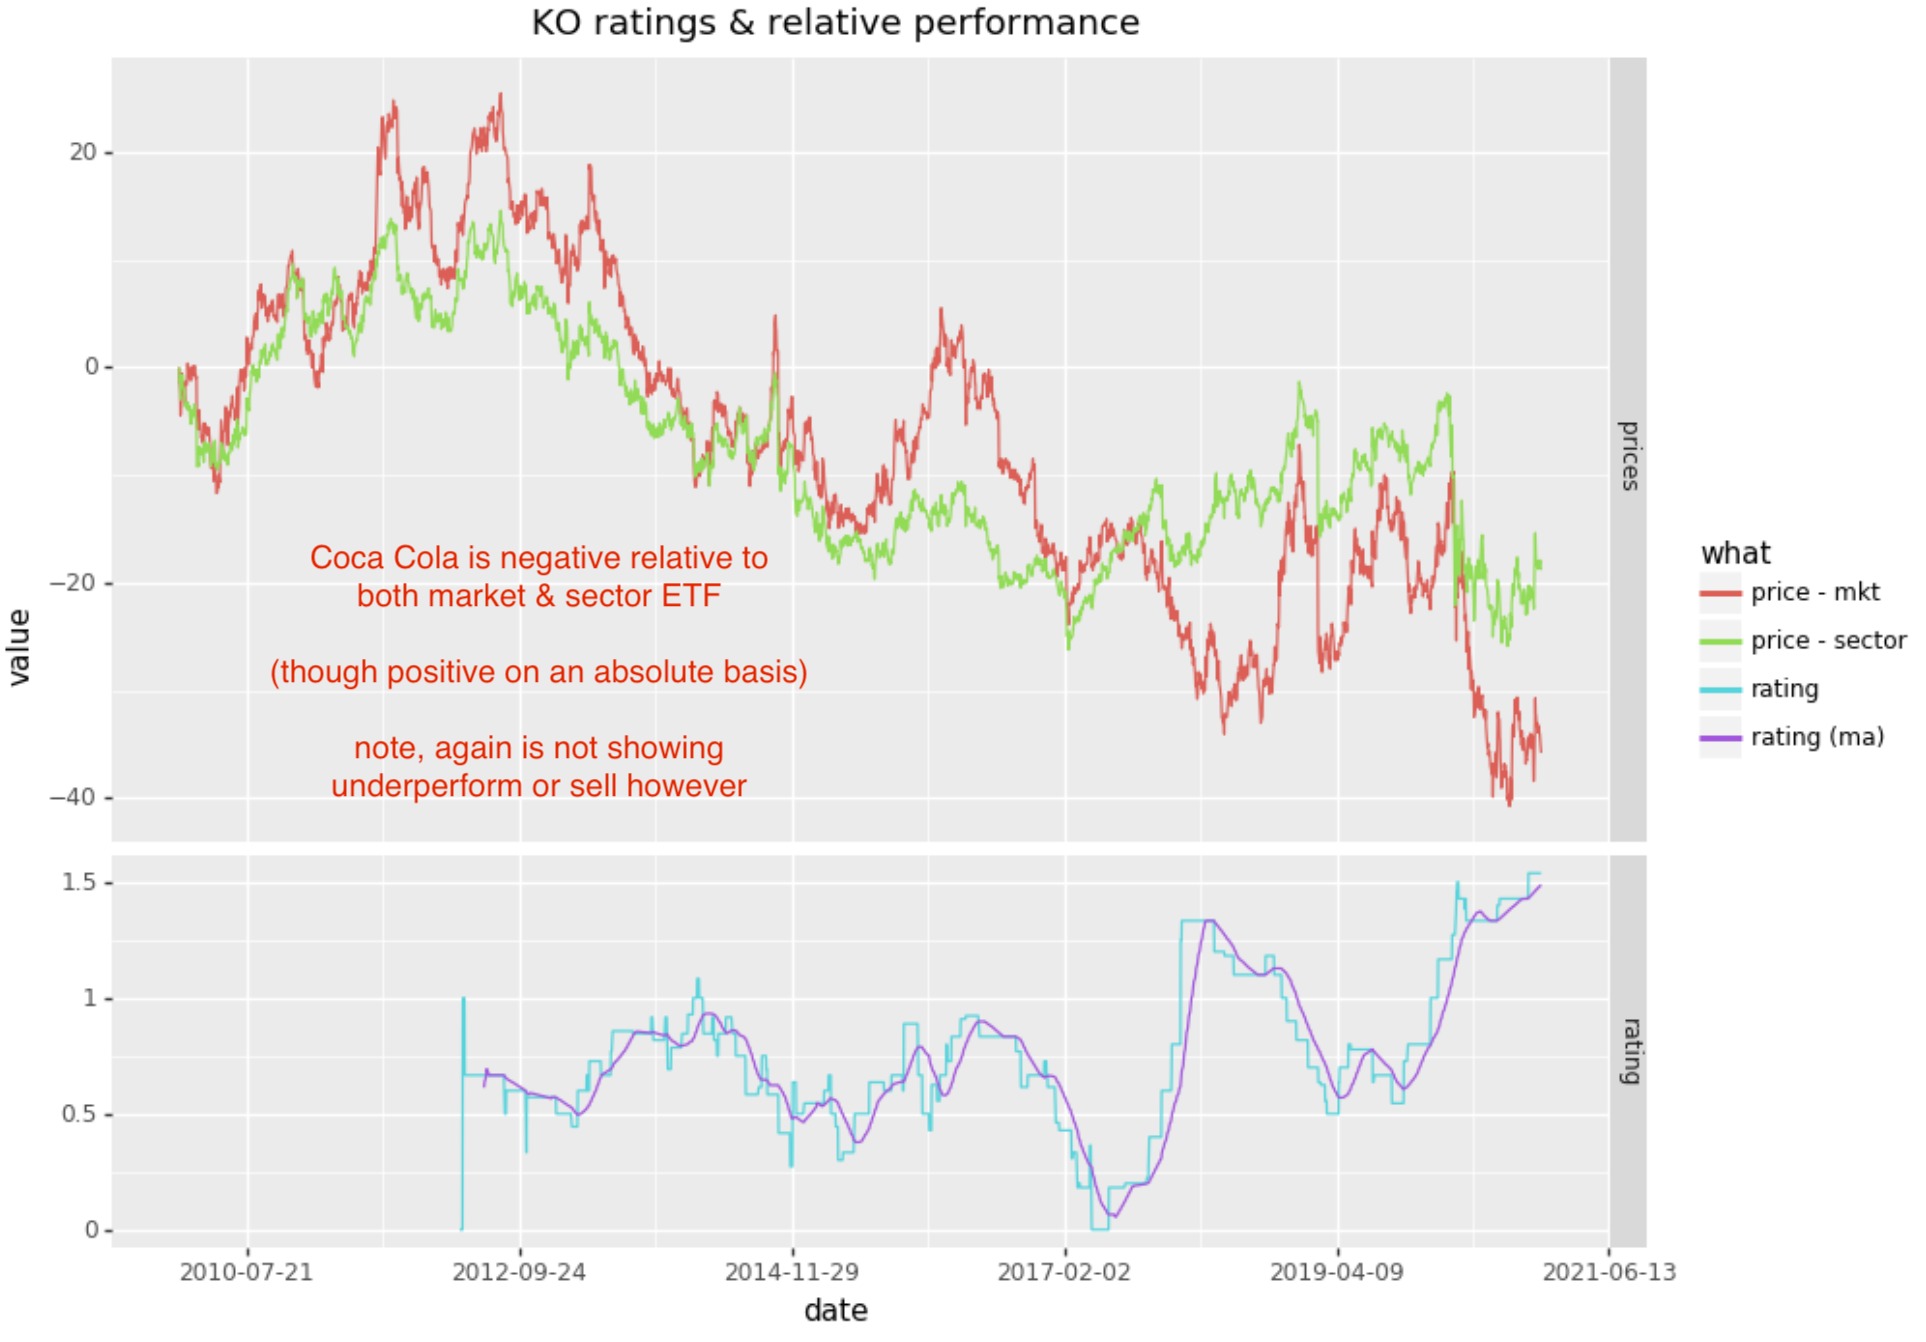 KO ratings & relative performance
20
0
−20
−40
value
Coca Cola is negative relative to
both market & sector ETF
(though positive on an absolute basis)
note, again is not showing
underperform or sell however
prices
1.5
1
0.5
0
rating
2010-07-21
2012-09-24
2014-11-29
2017-02-02
2019-04-09
2021-06-13
date
what
price - mkt
price - sector
rating
rating (ma)